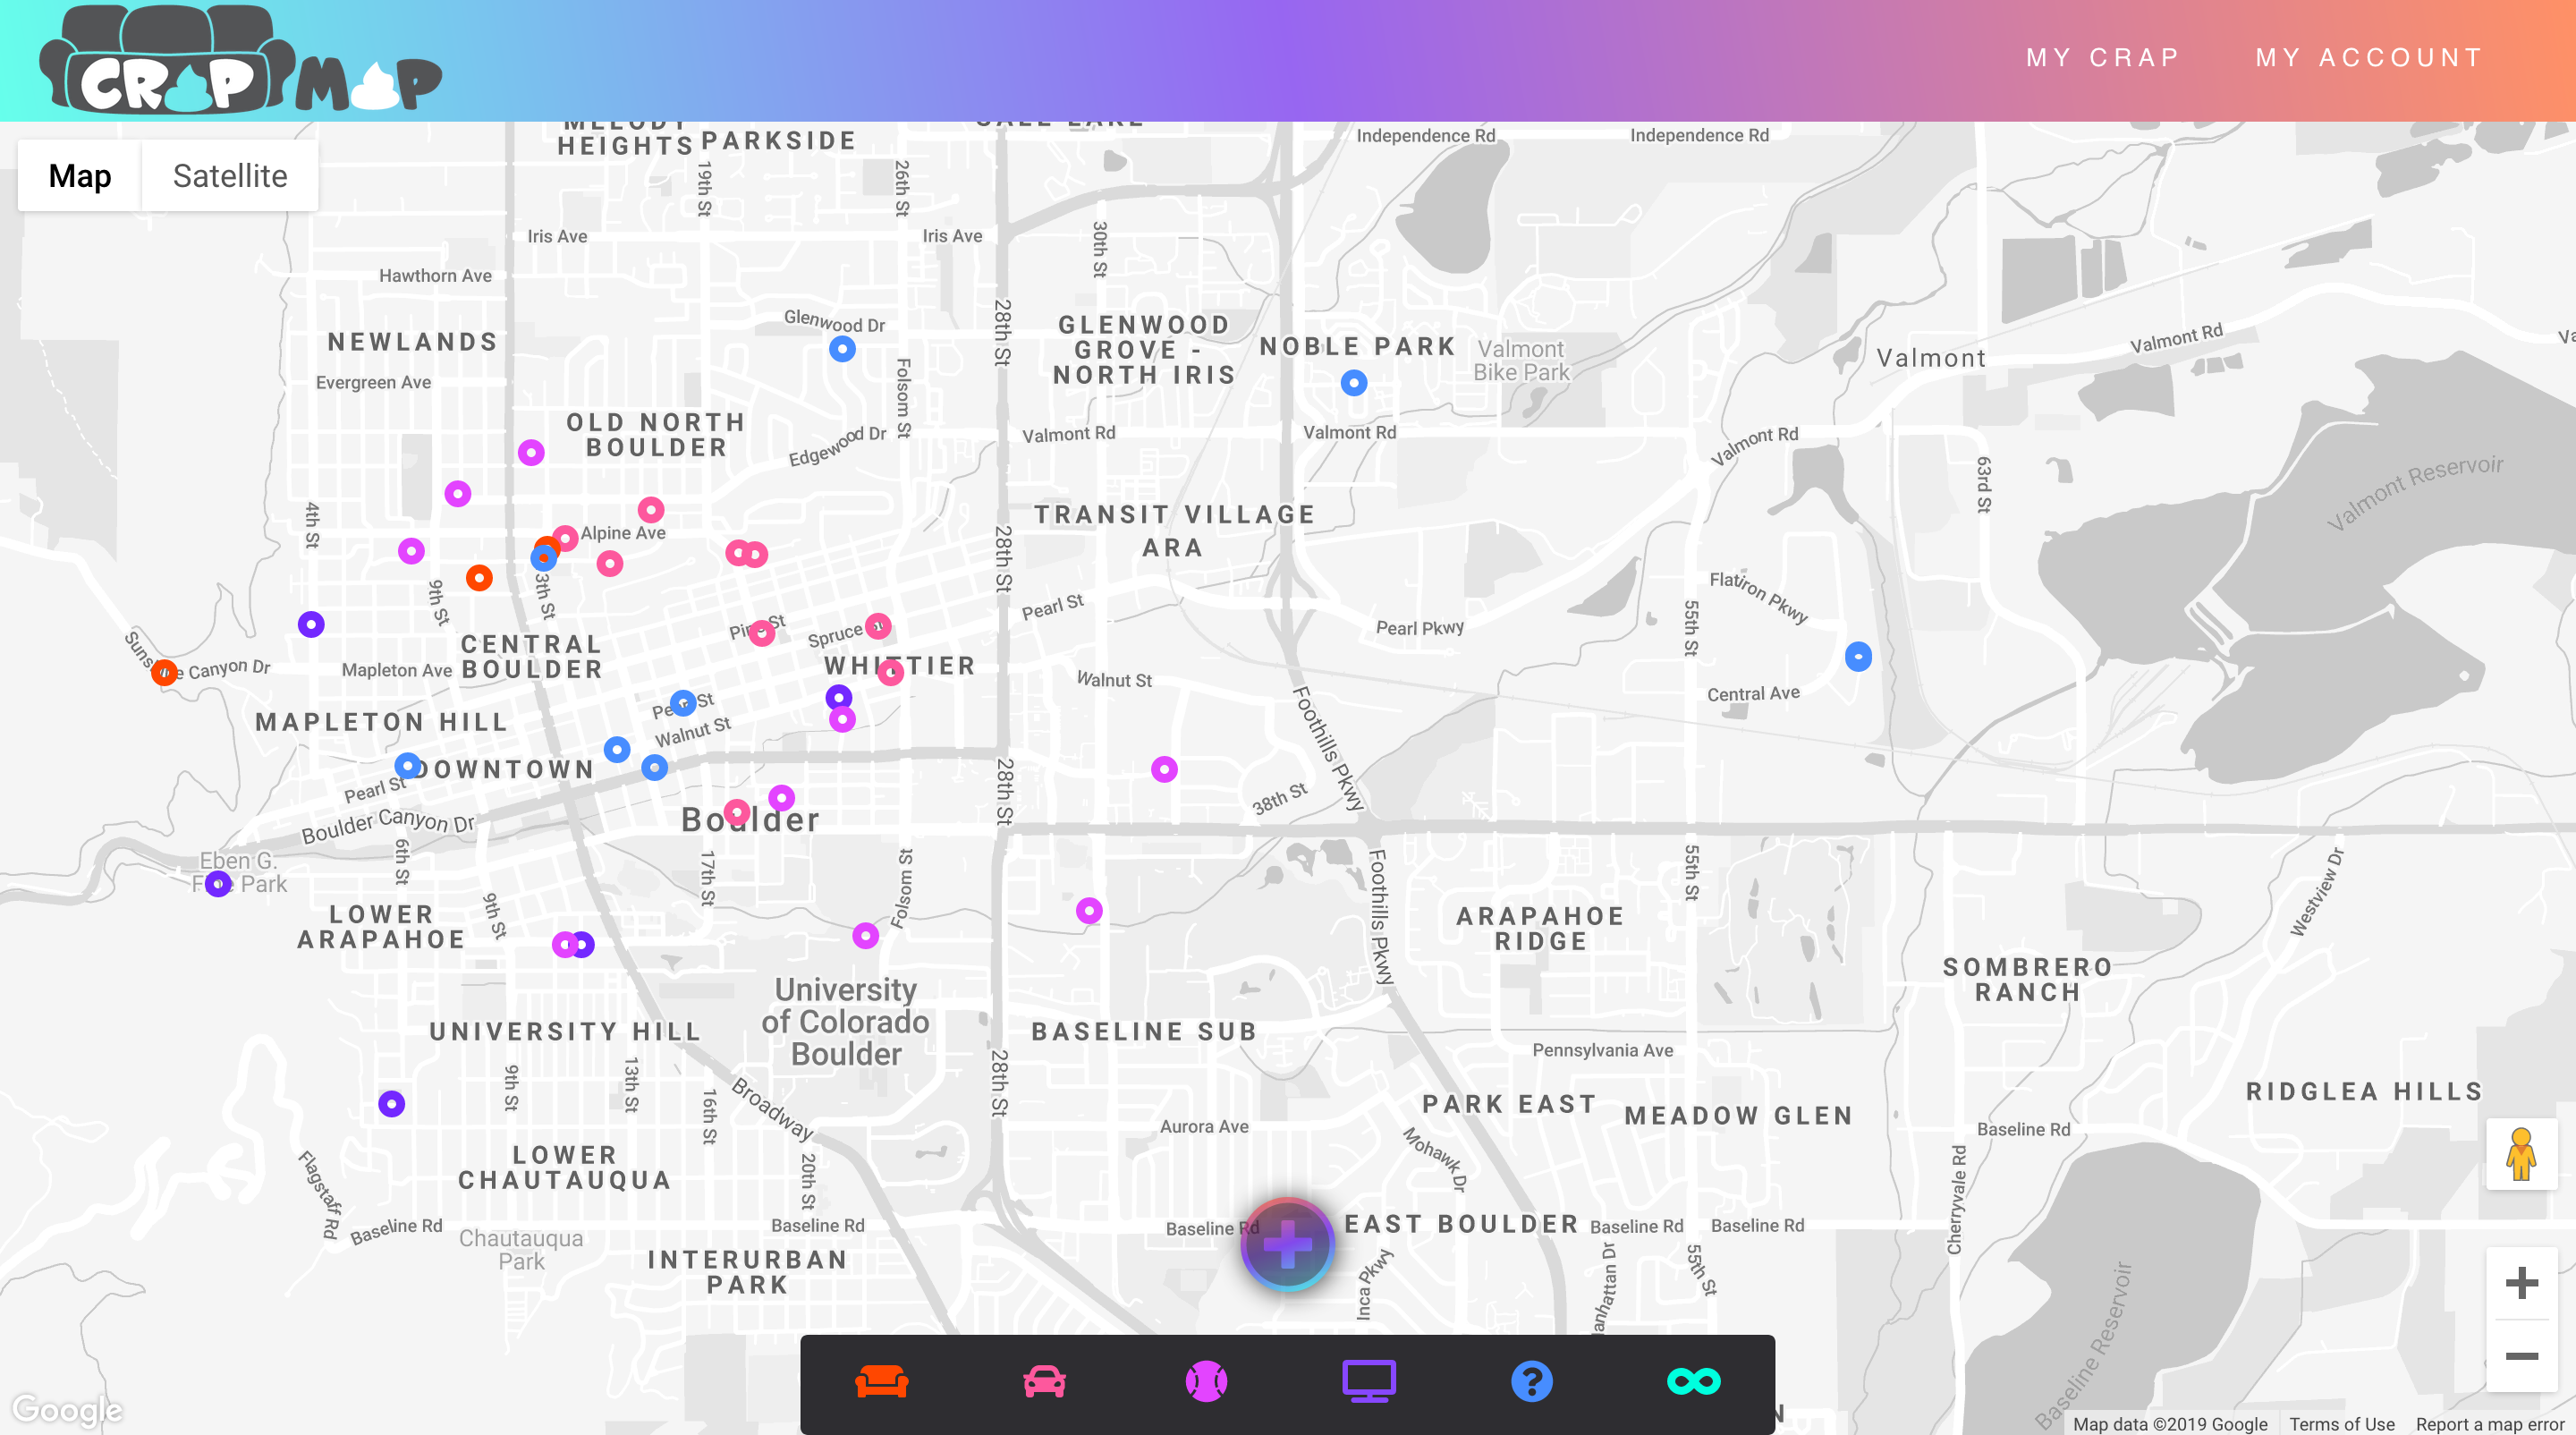 CRAP MAP
MY CRAP
MY ACCOUNT
Map
Satellite
MELODY
HEIGHTS
PARKSIDE
Independence Rd
Independence Rd
19th St
26th St
Iris Ave
Iris Ave
30th St
Hawthorn Ave
NEWLANDS
Glenwood Dr
28th St
GLENWOOD
GROVE -
NORTH IRIS
NOBLE PARK
Valmont
Bike Park
Valmont
Valmont Rd
Evergreen Ave
Folsom St
OLD NORTH
BOULDER
Edgewood Dr
Valmont Rd
Valmont Rd
Valmont Rd
63rd St
Valmont Reservoir
4th St
Alpine Ave
28th St
TRANSIT VILLAGE
ARA
9th St
3th St
Pearl St
Pearl Pkwy
Flatiron Pkwy
55th St
Pine St
Spruce St
CENTRAL
BOULDER
WHITTIER
Canyon Dr
Mapleton Ave
Walnut St
Central Ave
MAPLETON HILL
Pearl St
Walnut St
Foothills Pkwy
DOWNTOWN
Pearl St
28th St
38th St
Boulder Canyon Dr
Boulder
Eben G.
Fine Park
6th St
17th St
Folsom St
Foothills Pkwy
55th St
Westview Dr
LOWER
ARAPAHOE
9th St
ARAPAHOE
RIDGE
SOMBRERO
RANCH
University
of Colorado
Boulder
UNIVERSITY HILL
BASELINE SUB
Pennsylvania Ave
9th St
13th St
16th St
Broadway
28th St
PARK EAST
MEADOW GLEN
RIDGLEA HILLS
Aurora Ave
Mohawk Dr
Baseline Rd
LOWER
CHAUTAUQUA
20th St
Flagstaff Rd
Cherryvale Rd
Baseline Rd
Chautauqua
Park
Baseline Rd
Baseline Rd
EAST BOULDER
Baseline Rd
Baseline Rd
INTERURBAN
PARK
Inca Pkwy
55th St
Baseline Reservoir
Google
Map data ©2019 Google
Terms of Use
Report a map error